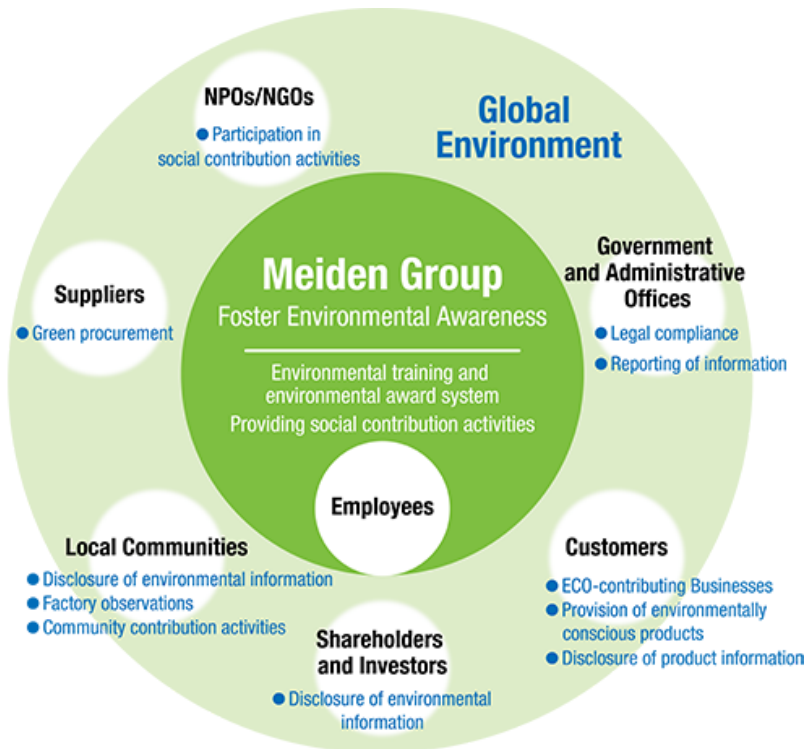 NPOs/NGOs
● Participation in
social contribution activities
Global
Environment
Government
and Administrative
Offices
● Legal compliance
● Reporting of information
Suppliers
● Green procurement
Meiden Group
Foster Environmental Awareness
Environmental training and
environmental award system
Providing social contribution activities
Employees
Local Communities
● Disclosure of environmental information
● Factory observations
● Community contribution activities
Customers
● ECO-contributing Businesses
● Provision of environmentally
conscious products
● Disclosure of product information
Shareholders
and Investors
● Disclosure of environmental
information